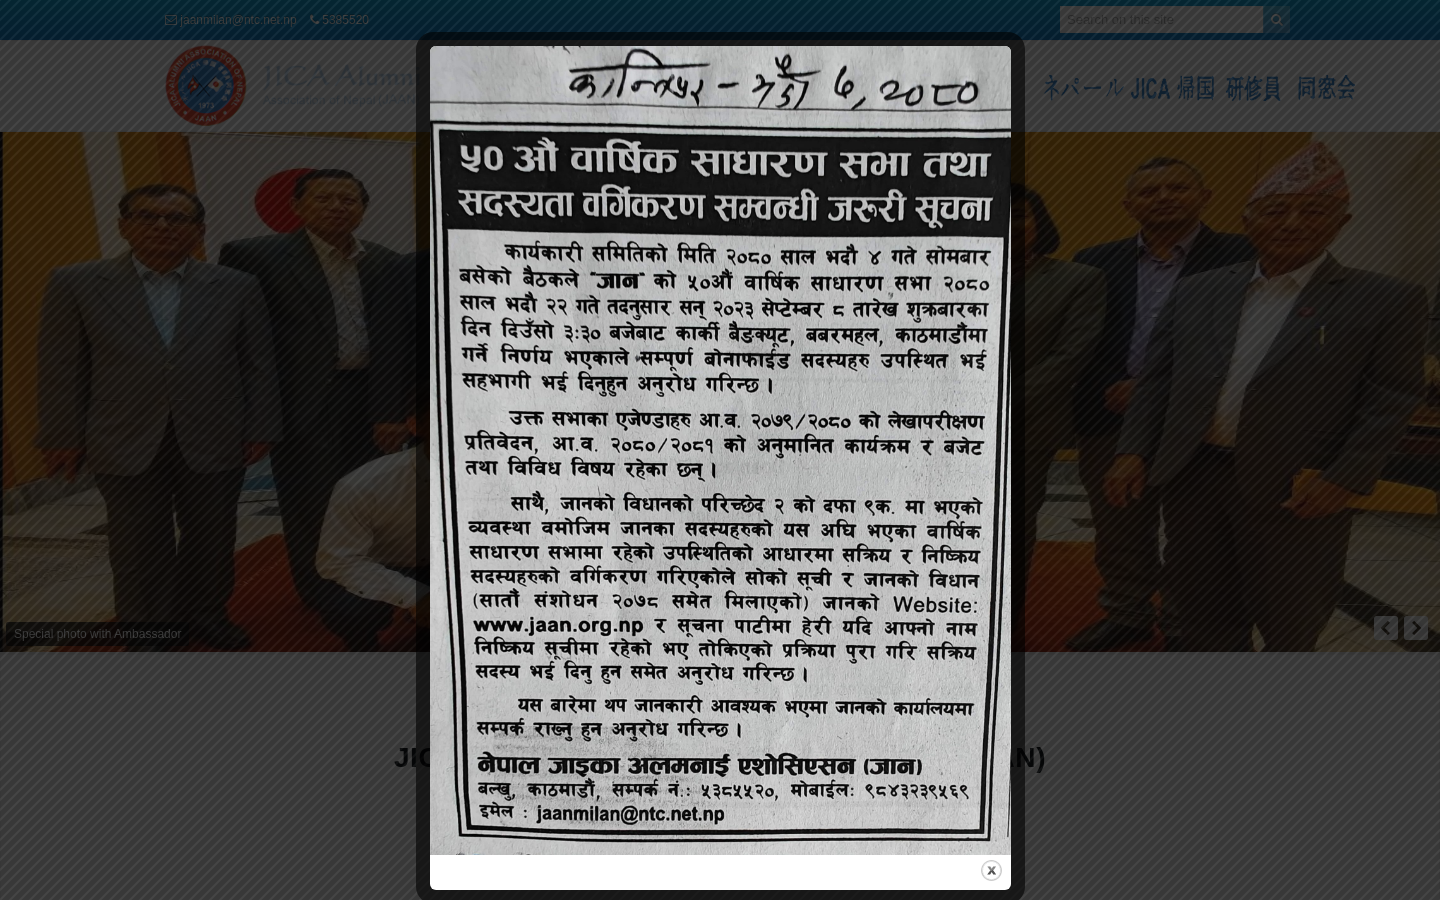 jaanmilan@ntc.net.np 5385520
Search on this site
JICA Alumni
ネパール JICA 帰国 研修員 同窓会
कान्तिपुर - भदौ ७, २०८०
५० औं वार्षिक साधारण सभा तथा
सदस्यता वर्गिकरण सम्वन्धी जरूरी सूचना
कार्यकारी समितिको मिति २०८० साल भदौ ४ गते सोमबार
बसेको बैठकले "जान" को ५०औं वार्षिक साधारण सभा २०८०
साल भदौ २२ गते तदनुसार सन् २०२३ सेप्टेम्बर ८ तारेख शुक्रबारका
दिन दिउँसो ३:३० बजेबाट कार्की बैङक्यूट, बबरमहल, काठमाडौंमा
गर्ने निर्णय भएकाले सम्पूर्ण बोनाफाईड सदस्यहरु उपस्थित भई
सहभागी भई दिनुहुन अनुरोध गरिन्छ ।
उक्त सभाका एजेण्डाहरु आ.व. २०७९/२०८० को लेखापरीक्षण
प्रतिवेदन, आ.व. २०८०/२०८१ को अनुमानित कार्यक्रम र बजेट
तथा विविध विषय रहेका छन् ।
साथै, जानको विधानको परिच्छेद २ को दफा ९क. मा भएको
व्यवस्था वमोजिम जानका सदस्यहरुको यस अघि भएका वार्षिक
साधारण सभामा रहेको उपस्थितिको आधारमा सक्रिय र निष्क्रिय
सदस्यहरुको वर्गिकरण गरिएकोले सोको सूची र जानको विधान
(सातौं संशोधन २०७८ समेत मिलाएको) जानको Website:
www.jaan.org.np र सूचना पाटीमा हेरी यदि आफ्नो नाम
निष्क्रिय सूचीमा रहेको भए तोकिएको प्रक्रिया पुरा गरि सक्रिय
सदस्य भई दिनु हुन समेत अनुरोध गरिन्छ ।
यस बारेमा थप जानकारी आवश्यक भएमा जानको कार्यालयमा
सम्पर्क राख्नु हुन अनुरोध गरिन्छ ।
नेपाल जाइका अलमनाई एशोसिएसन (जान)
बल्खु, काठमाडौं, सम्पर्क नं.: ५३८५५२०, मोबाईल: ९८४३२३९५६९
इमेल : jaanmilan@ntc.net.np
Special photo with Ambassador